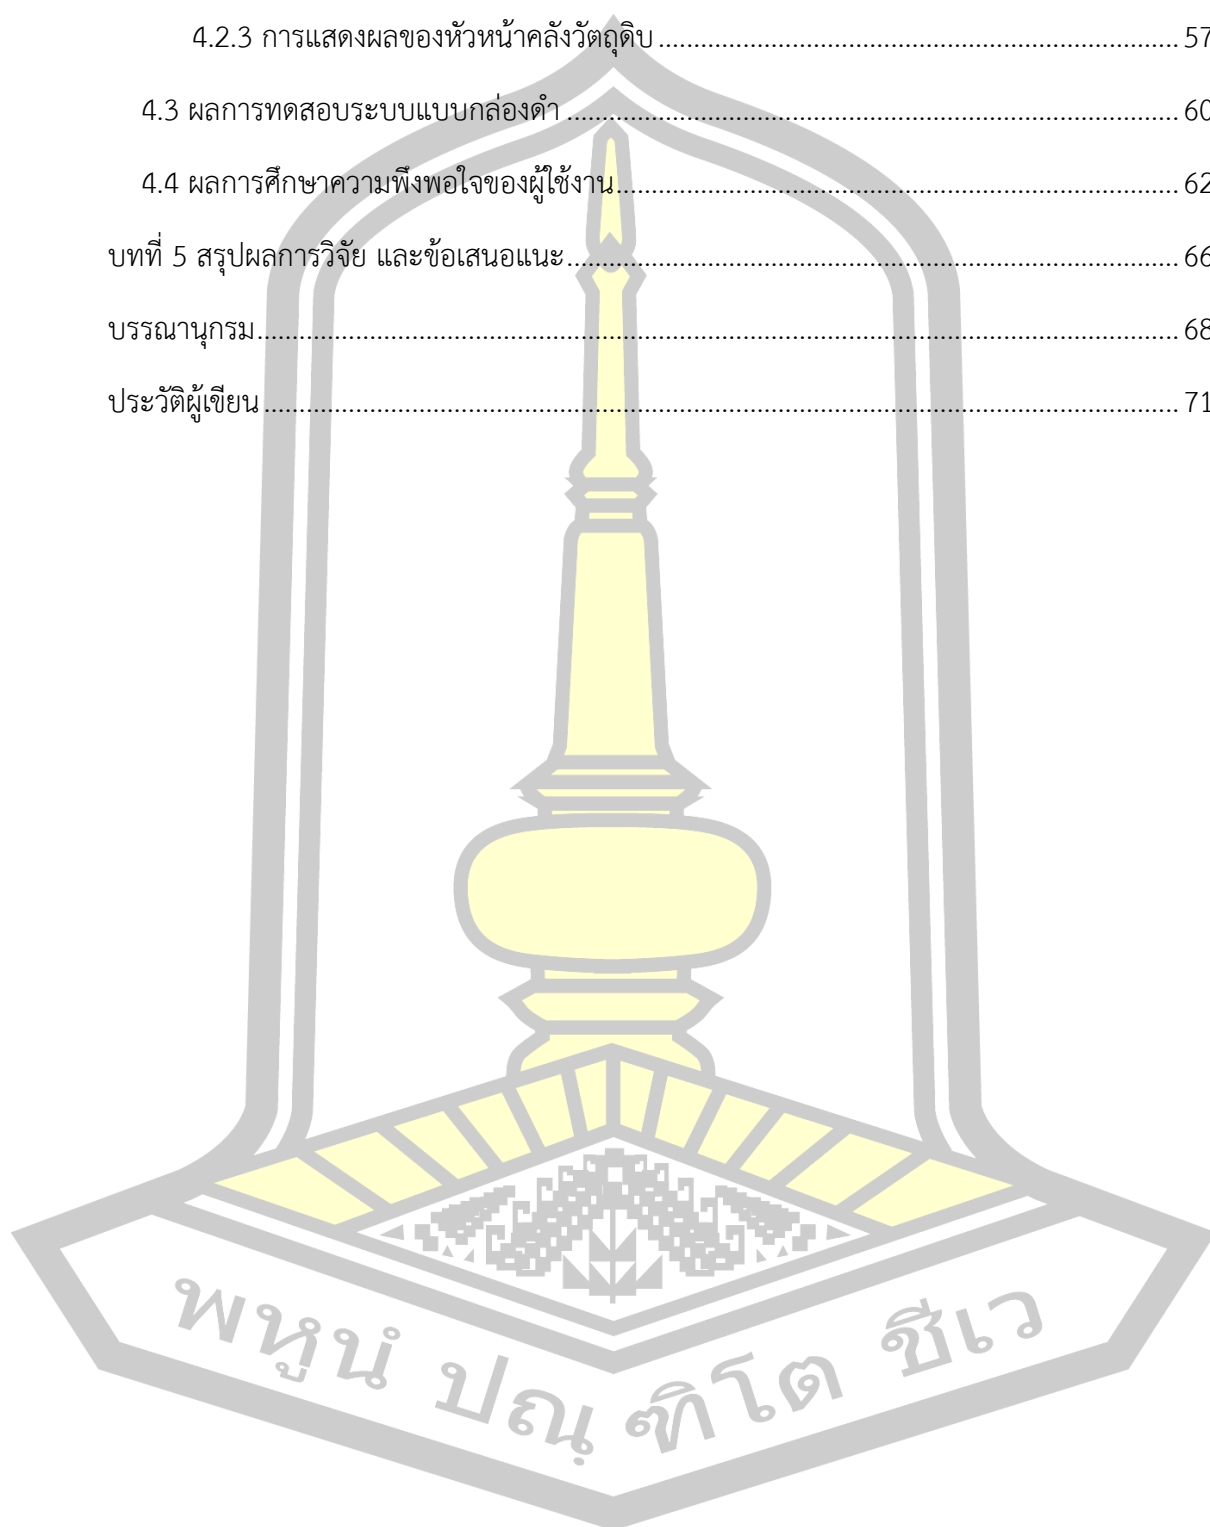 4.2.3 การแสดงผลของหัวหน้าคลังวัตถุดิบ ........................................................................ 57
4.3 ผลการทดสอบระบบแบบกล่องดำ ..................................................................................... 60
4.4 ผลการศึกษาความพึงพอใจของผู้ใช้งาน.............................................................................. 62
บทที่ 5 สรุปผลการวิจัย และข้อเสนอแนะ.................................................................................... 66
บรรณานุกรม................................................................................................................................ 68
ประวัติผู้เขียน ............................................................................................................................... 71
พหูนํ ปณฺฑิโต ชีเว